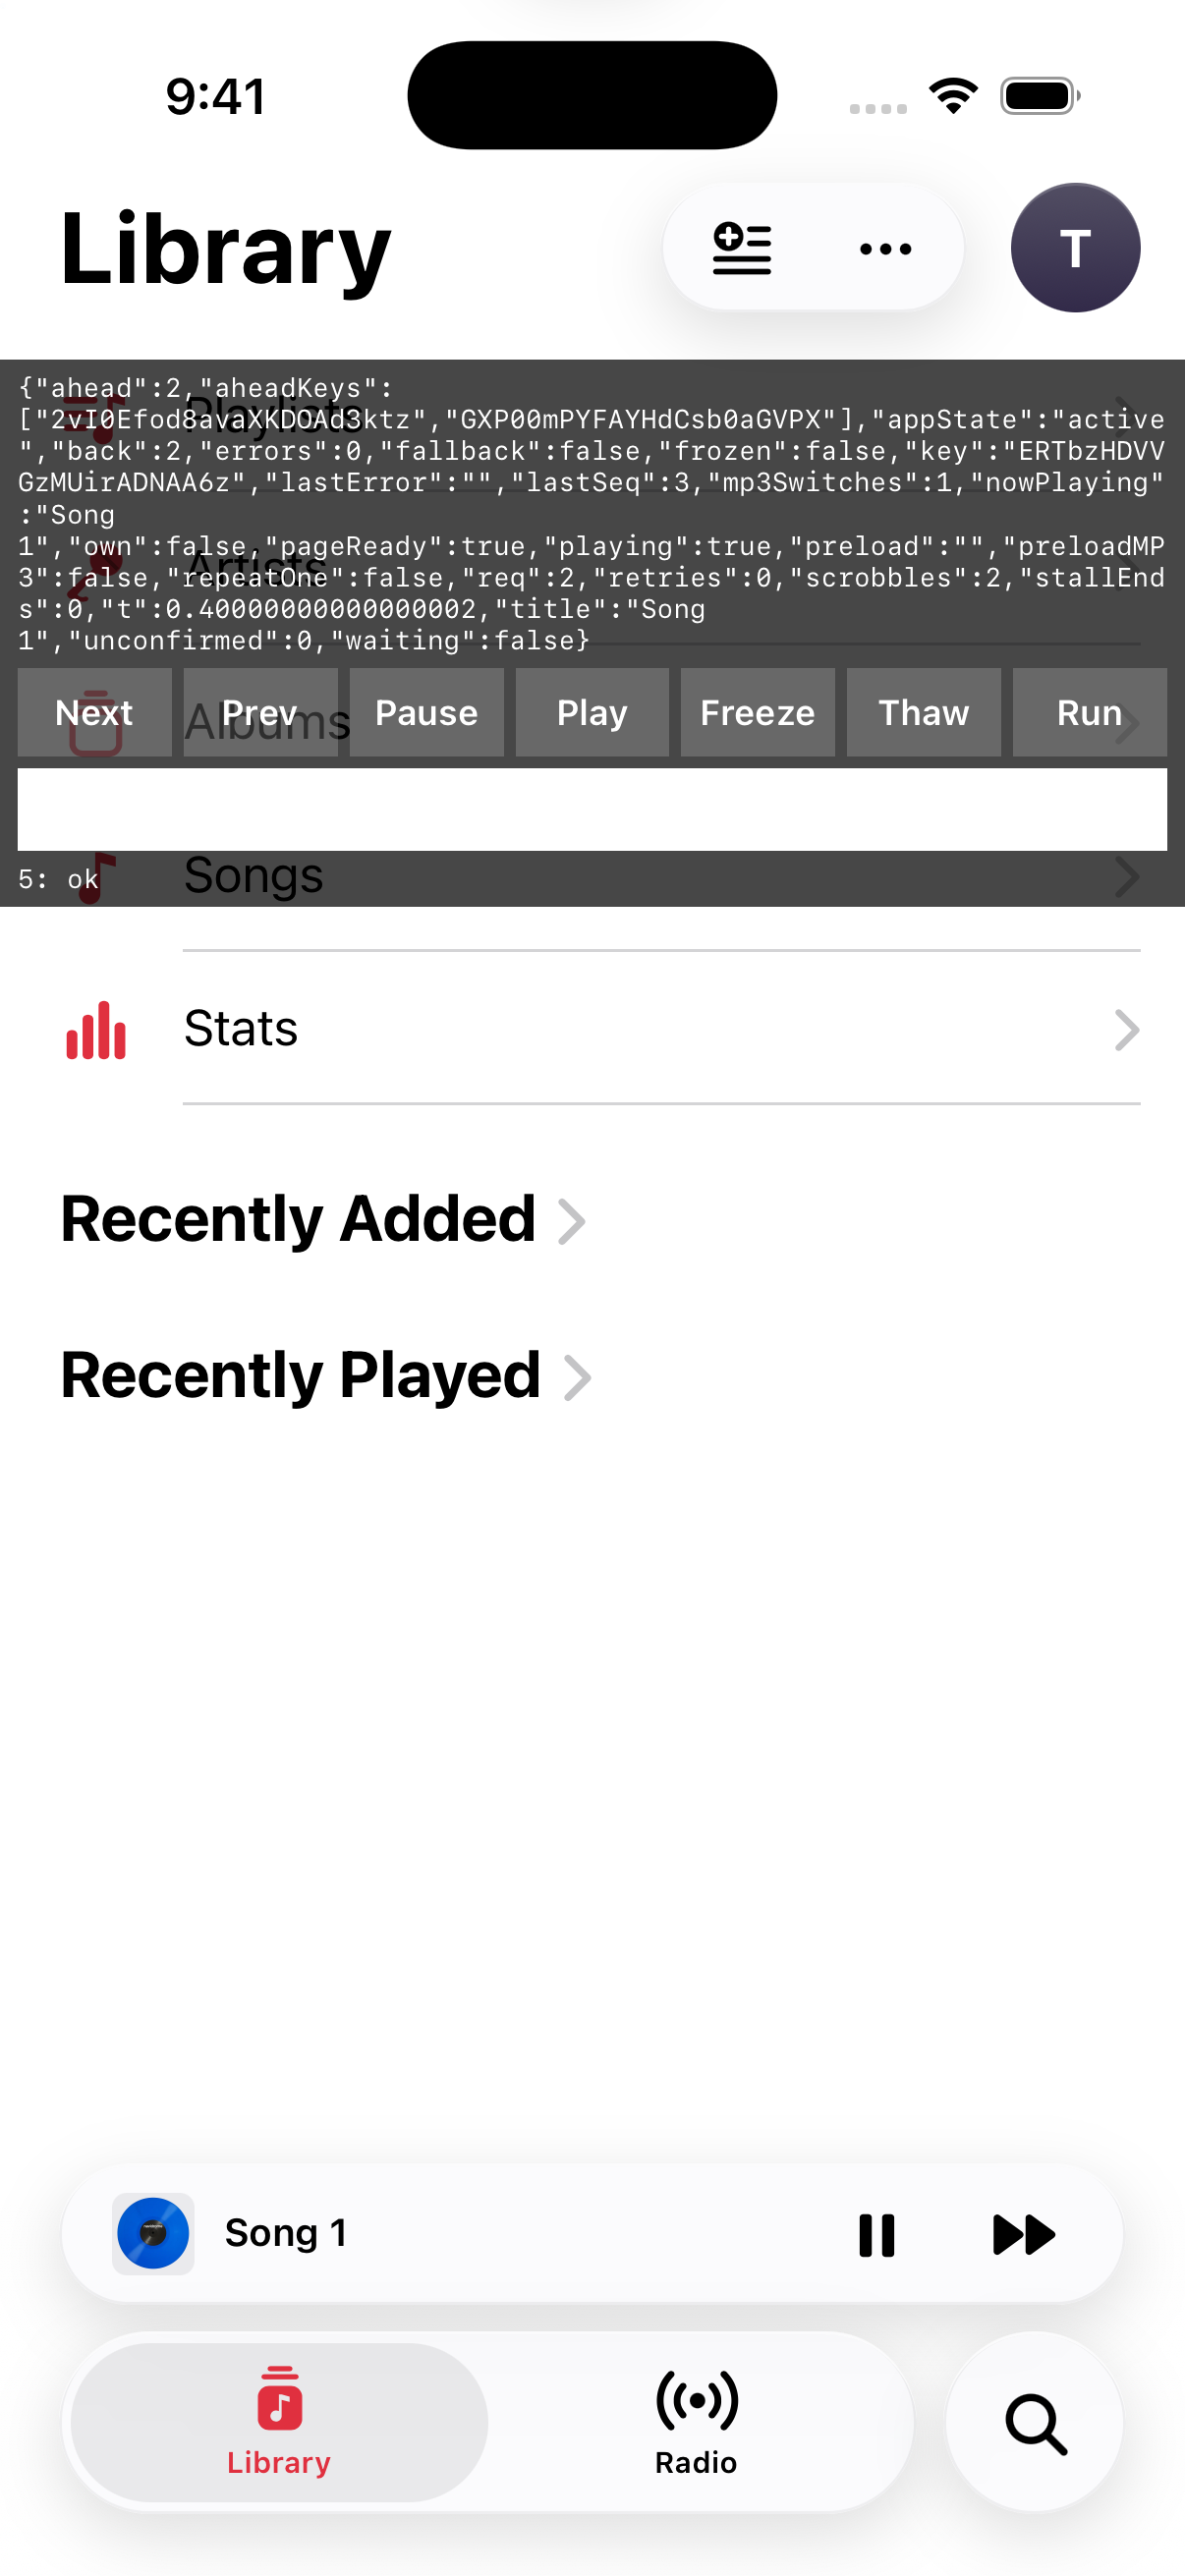 9:41
Library
T
{"ahead":2,"aheadKeys":
["2vI0Efod8avaXKDOAd3ktz","GXP00mPYFAYHdCsb0aGVPX"],"appState":"active
","back":2,"errors":0,"fallback":false,"frozen":false,"key":"ERTbzHDVV
GzMUirADNAA6z","lastError":"","lastSeq":3,"mp3Switches":1,"nowPlaying"
:"Song
1","own":false,"pageReady":true,"playing":true,"preload":"","preloadMP
3":false,"repeatOne":false,"req":2,"retries":0,"scrobbles":2,"stallEnd
s":0,"t":0.40000000000000002,"title":"Song
1","unconfirmed":0,"waiting":false}
Playlists
Artists
Next Prev Pause Play Freeze Thaw Run
Albums
5: ok
Songs
Stats
Recently Added
Recently Played
Song 1
Library
Radio